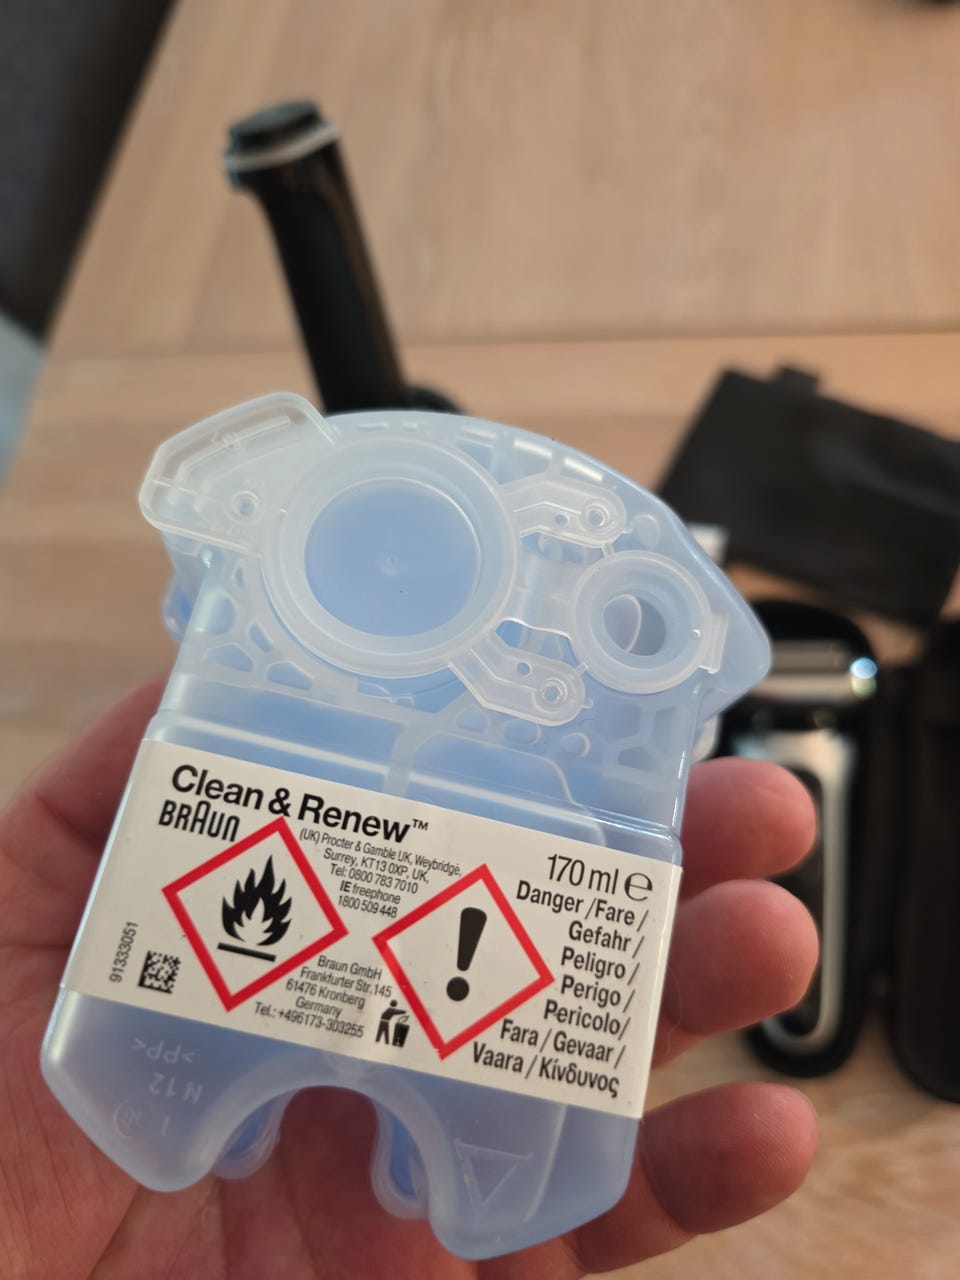 Clean & Renew™
BRAUN
(UK) Procter & Gamble UK, Weybridge,
Surrey, KT13 0XP, UK,
Tel: 0800 783 7010
IE freephone
1800 509 448
170 ml ℮
Danger /Fare /
Gefahr /
Peligro /
Perigo /
Pericolo/
Fara / Gevaar /
Vaara / Κίνδυνος
91333051
Braun GmbH
Frankfurter Str.145
61476 Kronberg
Germany
Tel.: +496173-303255
>PP<
N 12